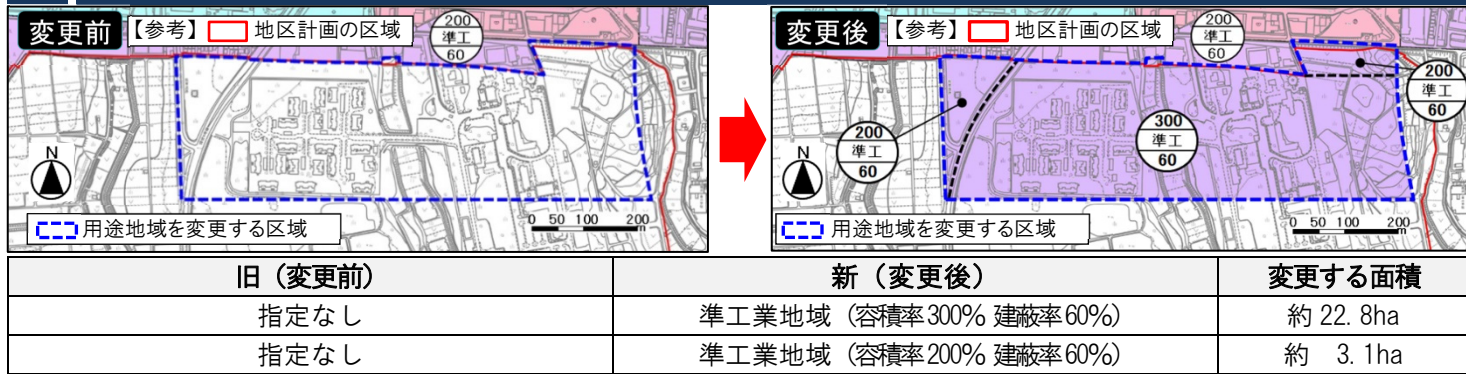 変更前
【参考】 地区計画の区域
200
準工
60
N
用途地域を変更する区域
0 50 100 200
m
変更後
【参考】 地区計画の区域
200
準工
60
200
準工
60
200
準工
60
300
準工
60
N
用途地域を変更する区域
0 50 100 200
m
旧（変更前） 新（変更後） 変更する面積
指定なし 準工業地域（容積率300% 建蔽率60%） 約 22.8ha
指定なし 準工業地域（容積率200% 建蔽率60%） 約 3.1ha